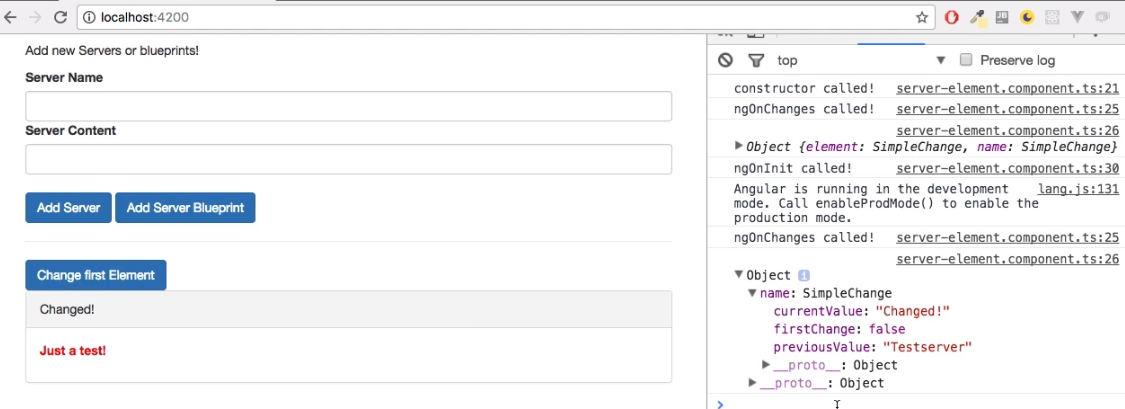 localhost:4200
Add new Servers or blueprints!
Server Name
Server Content
Add Server Add Server Blueprint
Change first Element
Changed!
Just a test!
top Preserve log
constructor called! server-element.component.ts:21
ngOnChanges called! server-element.component.ts:25
server-element.component.ts:26
Object {element: SimpleChange, name: SimpleChange}
ngOnInit called! server-element.component.ts:30
Angular is running in the development lang.js:131
mode. Call enableProdMode() to enable the
production mode.
ngOnChanges called! server-element.component.ts:25
server-element.component.ts:26
Object i
name: SimpleChange
currentValue: "Changed!"
firstChange: false
previousValue: "Testserver"
__proto__: Object
__proto__: Object